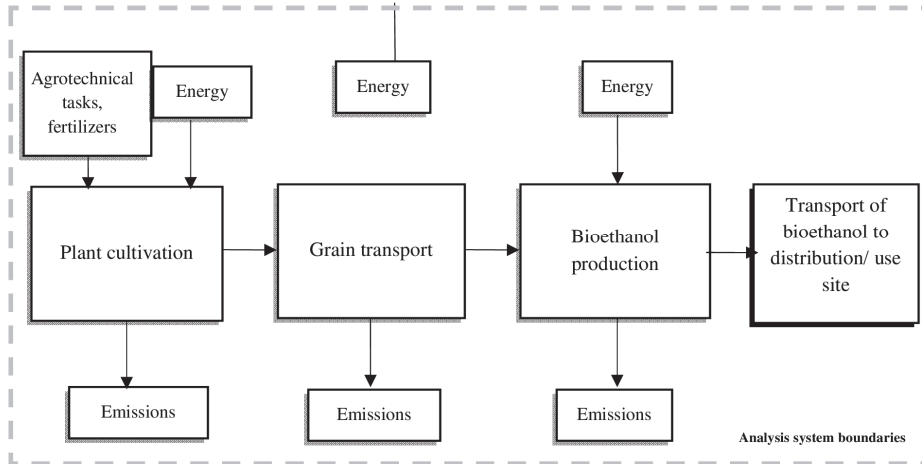 Agrotechnical
tasks,
fertilizers
Energy
Energy
Energy
Plant cultivation
Grain transport
Bioethanol
production
Transport of
bioethanol to
distribution/ use
site
Emissions
Emissions
Emissions
Analysis system boundaries